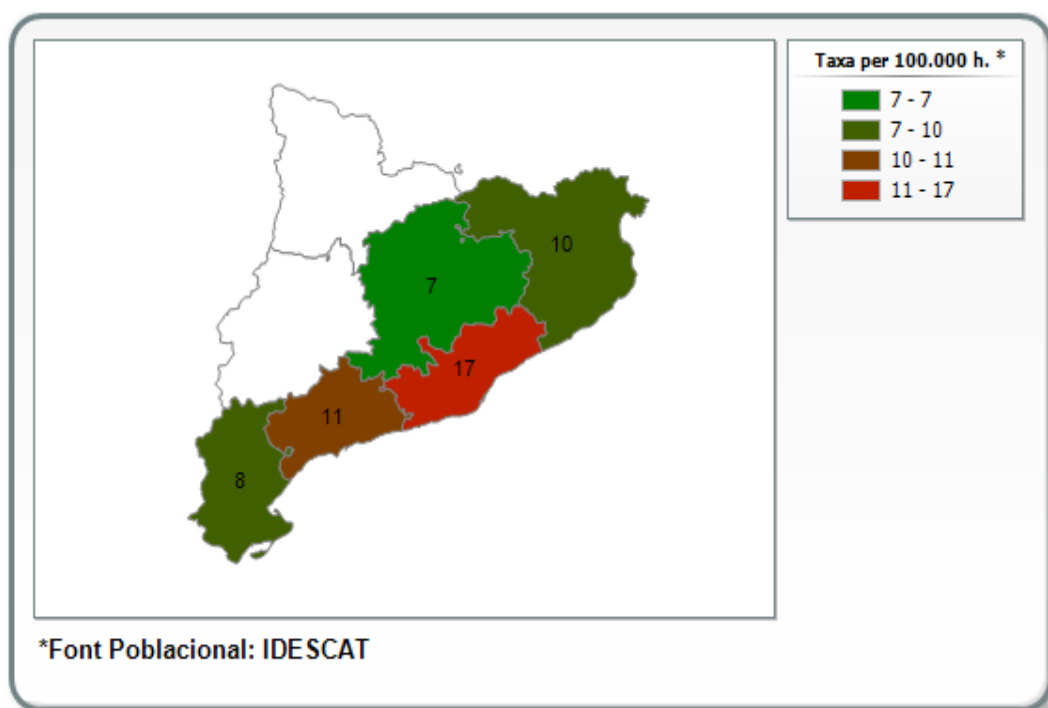 Taxa per 100.000 h. *
7 - 7
7 - 10
10 - 11
11 - 17
10
7
17
11
8
*Font Poblacional: IDESCAT